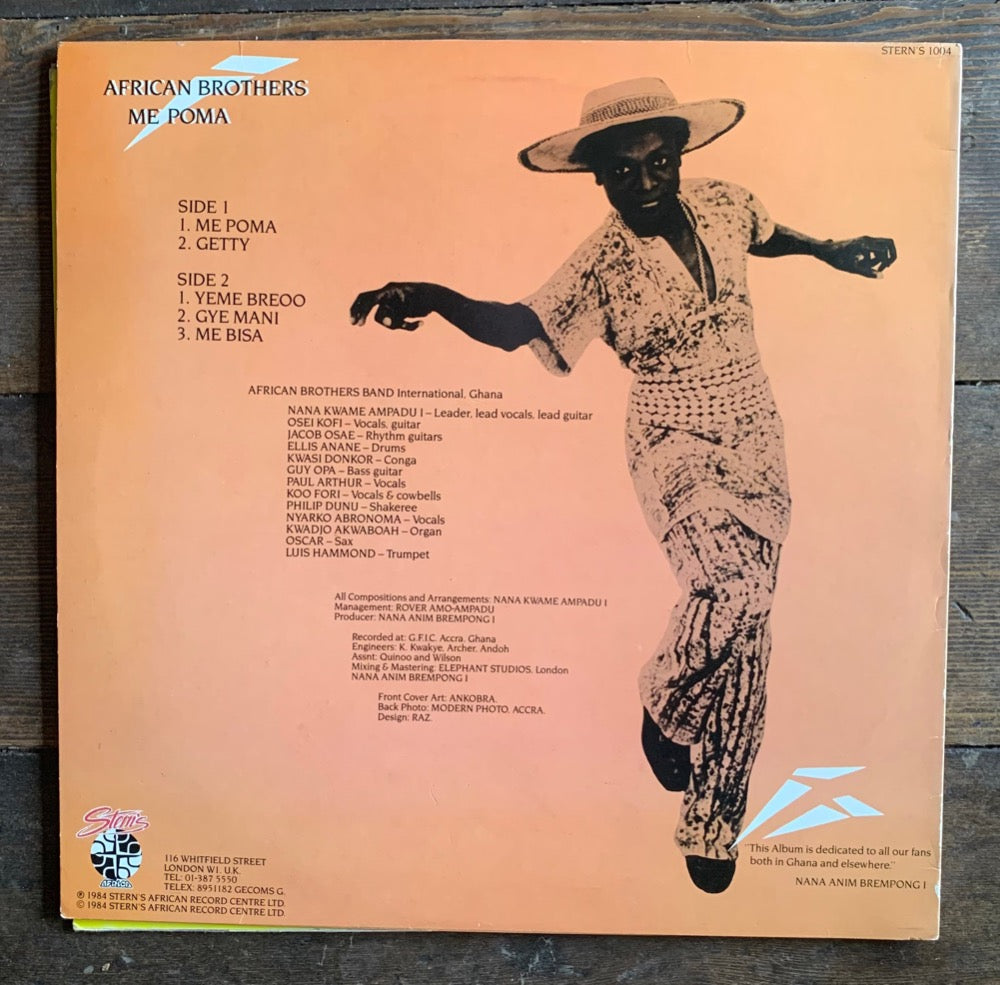 STERN'S 1004
AFRICAN BROTHERS
ME POMA
SIDE 1
1. ME POMA
2. GETTY
SIDE 2
1. YEME BREOO
2. GYE MANI
3. ME BISA
AFRICAN BROTHERS BAND International, Ghana
NANA KWAME AMPADU I – Leader, lead vocals, lead guitar
OSEI KOFI – Vocals, guitar
JACOB OSAE – Rhythm guitars
ELLIS ANANE – Drums
KWASI DONKOR – Conga
GUY OPA – Bass guitar
PAUL ARTHUR – Vocals
KOO FORI – Vocals & cowbells
PHILIP DUNU – Shakeree
NYARKO ABRONOMA – Vocals
KWADJO AKWABOAH – Organ
OSCAR – Sax
LUIS HAMMOND – Trumpet
All Compositions and Arrangements: NANA KWAME AMPADU I
Management: ROVER AMO-AMPADU
Producer: NANA ANIM BREMPONG I
Recorded at: G.F.I.C. Accra, Ghana
Engineers: K. Kwakye, Archer, Andoh
Assnt: Quinoo and Wilson
Mixing & Mastering: ELEPHANT STUDIOS, London
NANA ANIM BREMPONG I
Front Cover Art: ANKOBRA.
Back Photo: MODERN PHOTO, ACCRA.
Design: RAZ.
"This Album is dedicated to all our fans
both in Ghana and elsewhere."
NANA ANIM BREMPONG I
Stern's
AFRICA
116 WHITFIELD STREET
LONDON W1. U.K.
TEL: 01-387 5550
TELEX: 8951182 GECOMS G.
℗ 1984 STERN'S AFRICAN RECORD CENTRE LTD.
© 1984 STERN'S AFRICAN RECORD CENTRE LTD.